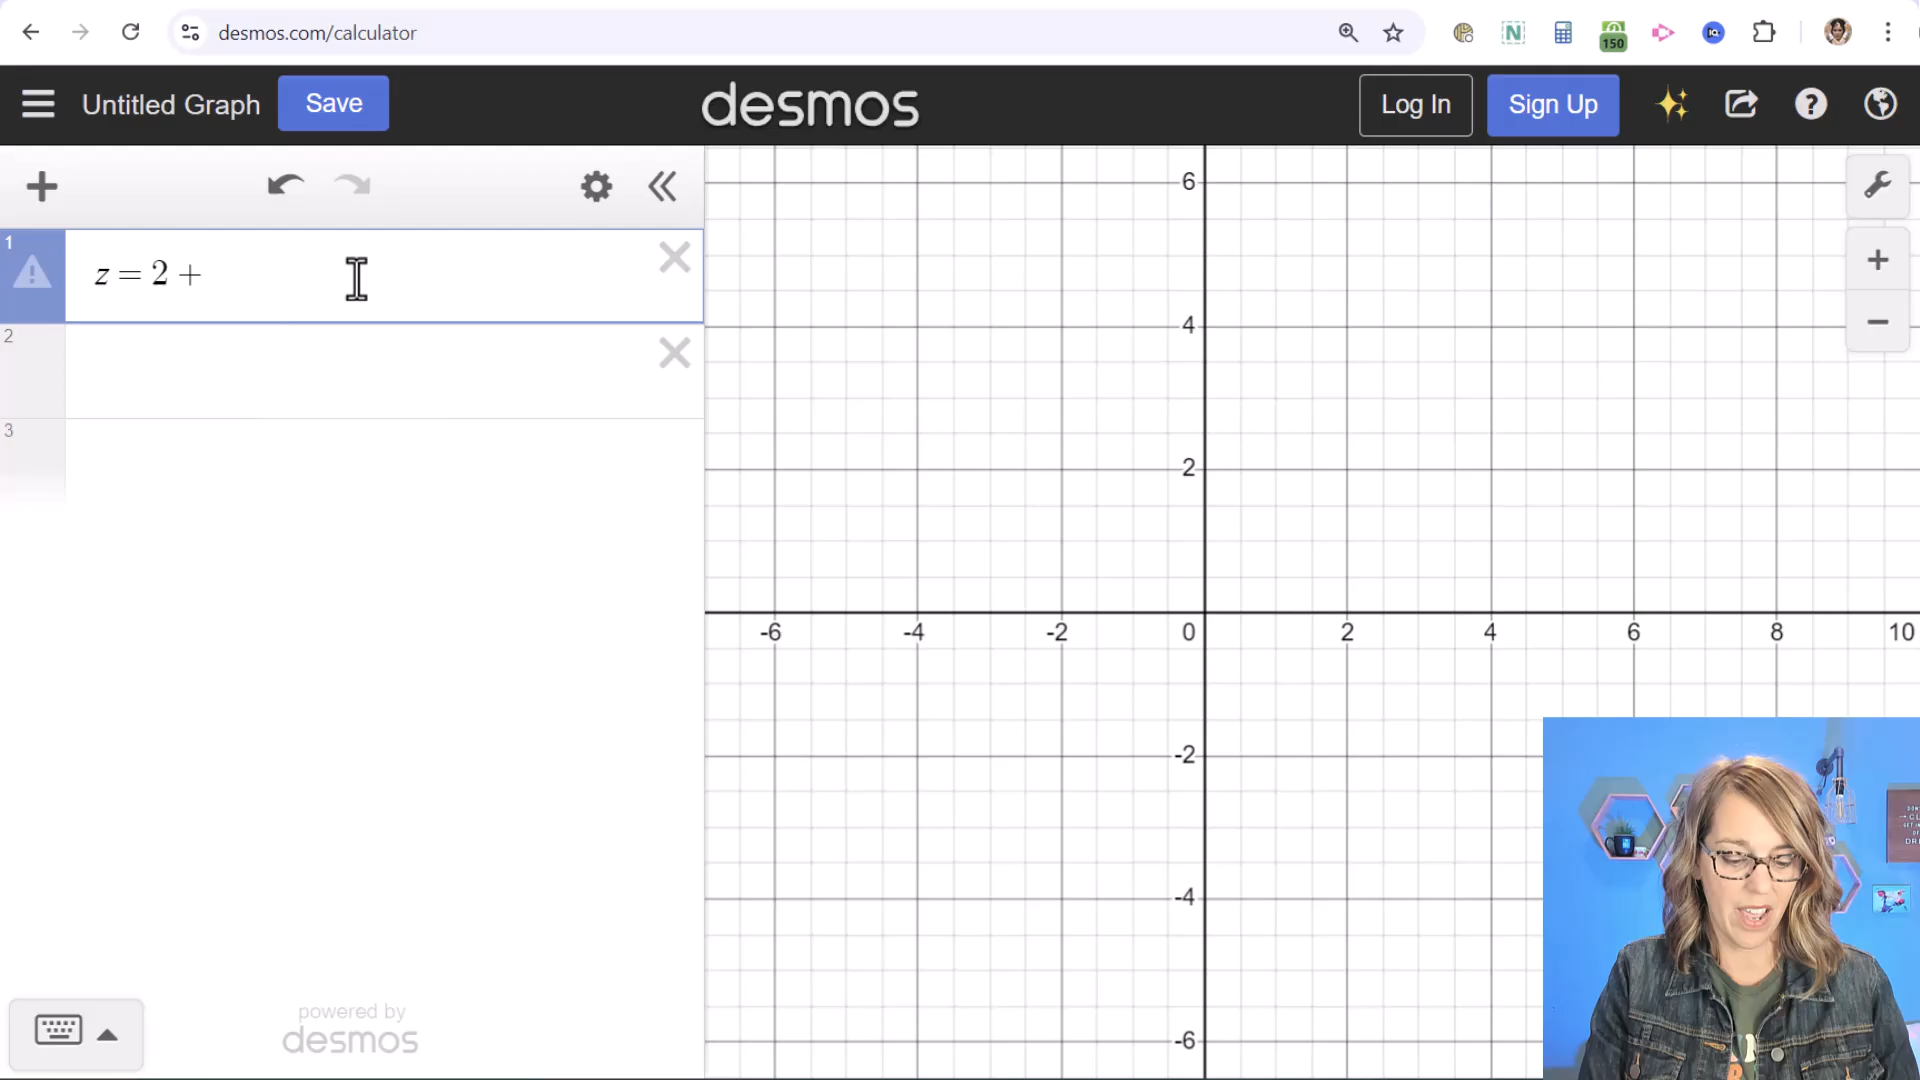 desmos.com/calculator
150
Untitled Graph
Save
desmos
Log In
Sign Up
?
1
z = 2 +
2
3
6
4
2
-6
-4
-2
0
2
4
6
8
10
-2
-4
-6
powered by
desmos